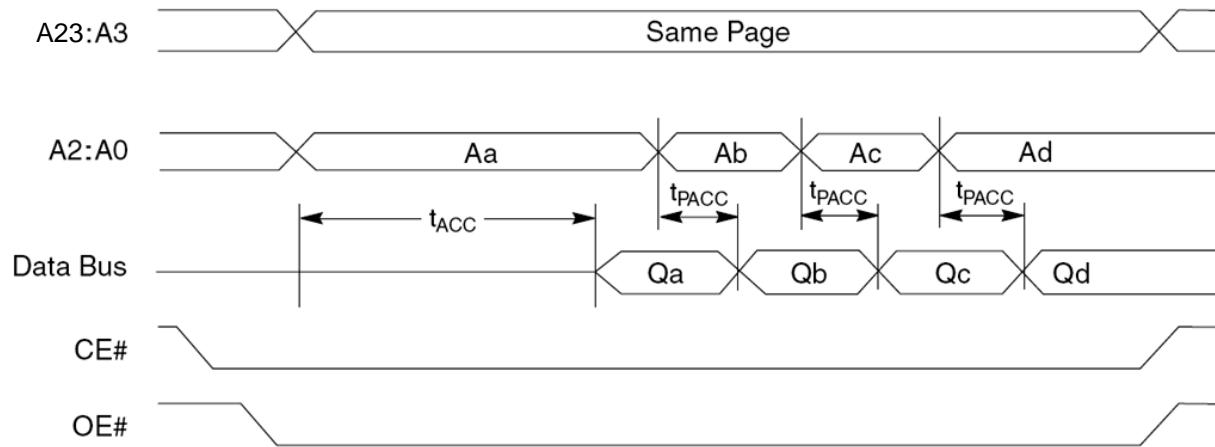 A23:A3 Same Page
A2:A0 Aa Ab Ac Ad
tPACC tPACC tPACC
tACC
Data Bus Qa Qb Qc Qd
CE#
OE#